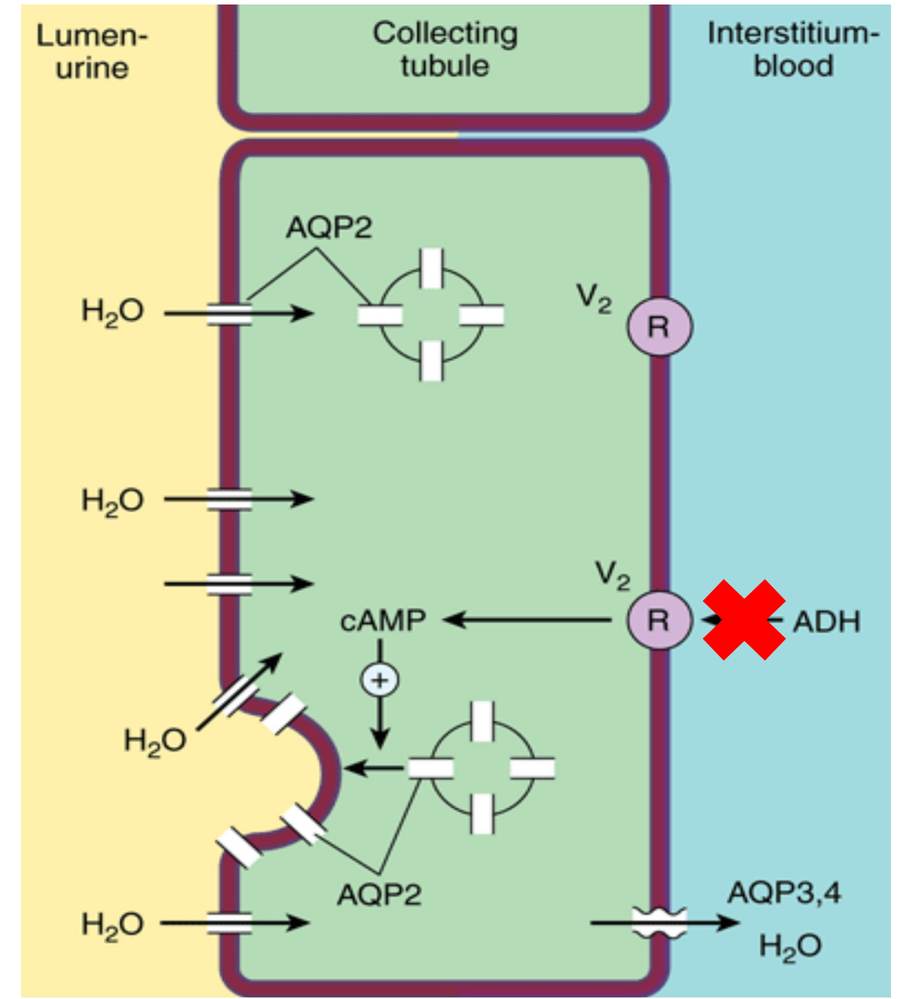 Lumen-
urine
Collecting
tubule
Interstitium-
blood
AQP2
H₂O
V₂
R
H₂O
V₂
cAMP
R
ADH
+
H₂O
AQP2
AQP3,4
H₂O
H₂O